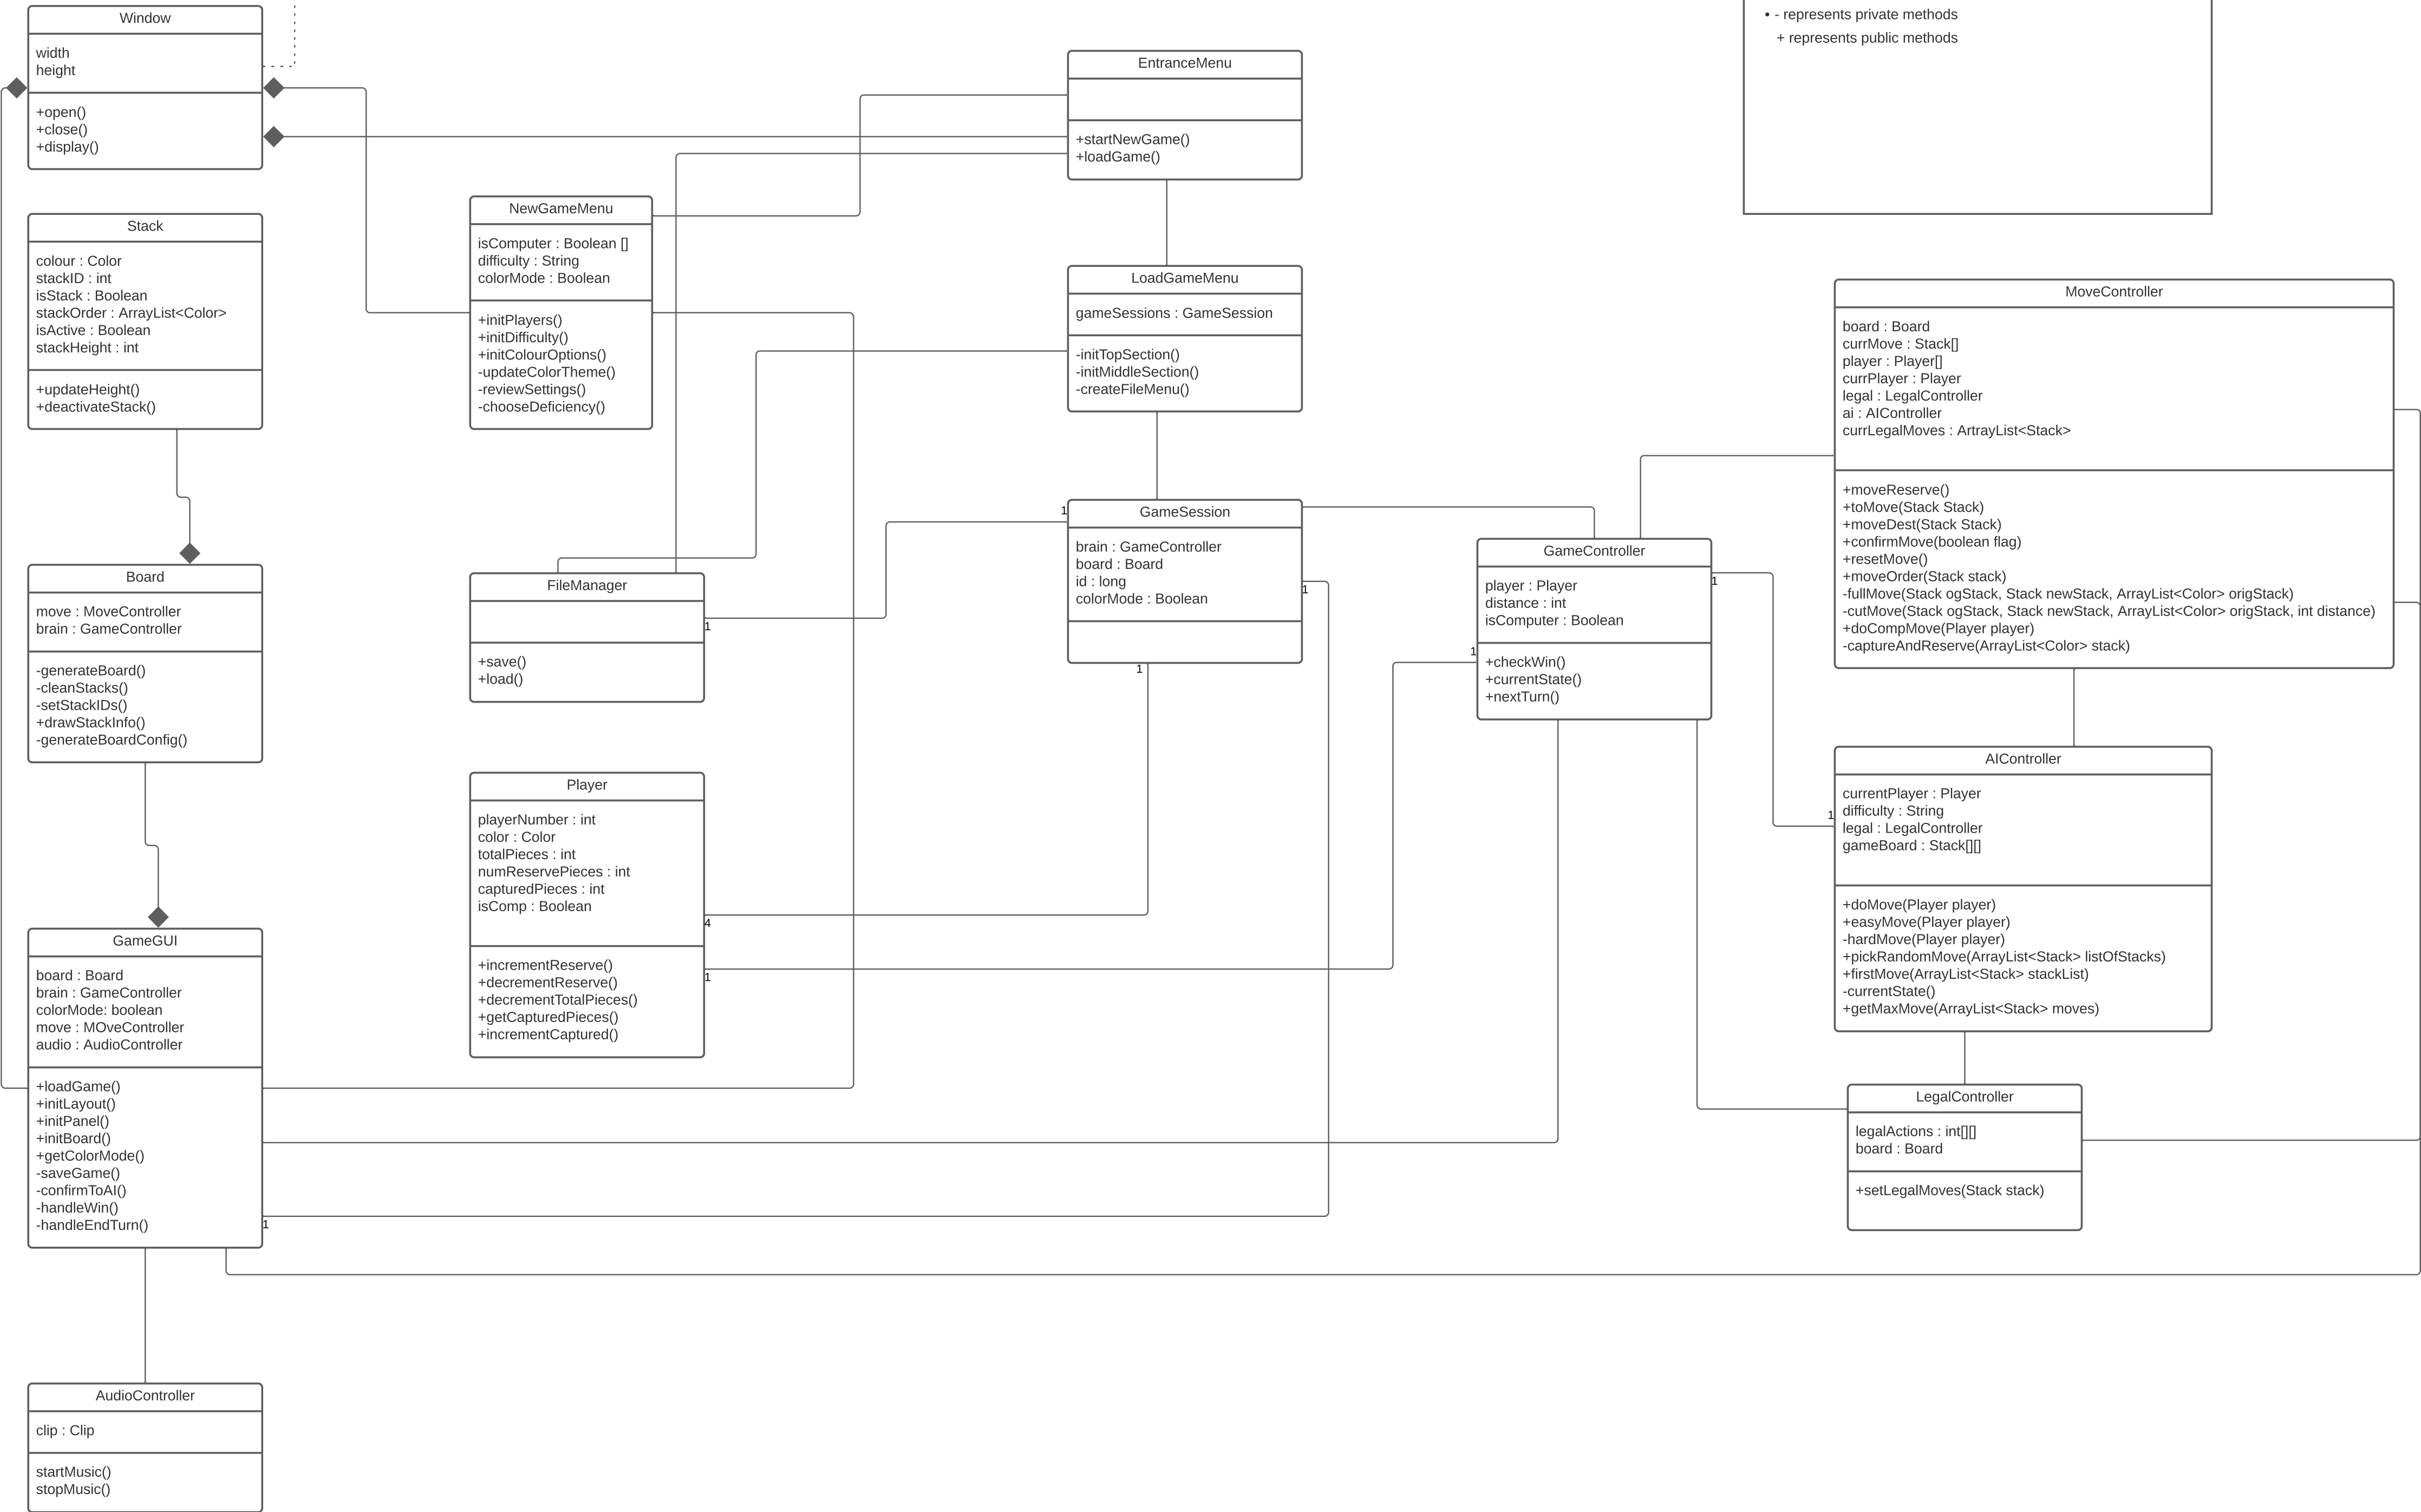 Window
width
height
+open()
+close()
+display()
• - represents private methods
+ represents public methods
EntranceMenu
+startNewGame()
+loadGame()
Stack
colour : Color
stackID : int
isStack : Boolean
stackOrder : ArrayList<Color>
isActive : Boolean
stackHeight : int
+updateHeight()
+deactivateStack()
NewGameMenu
isComputer : Boolean []
difficulty : String
colorMode : Boolean
+initPlayers()
+initDifficulty()
+initColourOptions()
-updateColorTheme()
-reviewSettings()
-chooseDeficiency()
LoadGameMenu
gameSessions : GameSession
-initTopSection()
-initMiddleSection()
-createFileMenu()
MoveController
board : Board
currMove : Stack[]
player : Player[]
currPlayer : Player
legal : LegalController
ai : AIController
currLegalMoves : ArtrayList<Stack>
+moveReserve()
+toMove(Stack Stack)
+moveDest(Stack Stack)
+confirmMove(boolean flag)
+resetMove()
+moveOrder(Stack stack)
-fullMove(Stack ogStack, Stack newStack, ArrayList<Color> origStack)
-cutMove(Stack ogStack, Stack newStack, ArrayList<Color> origStack, int distance)
+doCompMove(Player player)
-captureAndReserve(ArrayList<Color> stack)
Board
move : MoveController
brain : GameController
-generateBoard()
-cleanStacks()
-setStackIDs()
+drawStackInfo()
-generateBoardConfig()
FileManager
+save()
+load()
1
1
GameSession
brain : GameController
board : Board
id : long
colorMode : Boolean
1
1
GameController
player : Player
distance : int
isComputer : Boolean
+checkWin()
+currentState()
+nextTurn()
1
1
Player
playerNumber : int
color : Color
totalPieces : int
numReservePieces : int
capturedPieces : int
isComp : Boolean
+incrementReserve()
+decrementReserve()
+decrementTotalPieces()
+getCapturedPieces()
+incrementCaptured()
4
1
1
AIController
currentPlayer : Player
difficulty : String
legal : LegalController
gameBoard : Stack[][]
+doMove(Player player)
+easyMove(Player player)
-hardMove(Player player)
+pickRandomMove(ArrayList<Stack> listOfStacks)
+firstMove(ArrayList<Stack> stackList)
-currentState()
+getMaxMove(ArrayList<Stack> moves)
GameGUI
board : Board
brain : GameController
colorMode: boolean
move : MOveController
audio : AudioController
+loadGame()
+initLayout()
+initPanel()
+initBoard()
+getColorMode()
-saveGame()
-confirmToAI()
-handleWin()
-handleEndTurn()
1
LegalController
legalActions : int[][]
board : Board
+setLegalMoves(Stack stack)
AudioController
clip : Clip
startMusic()
stopMusic()